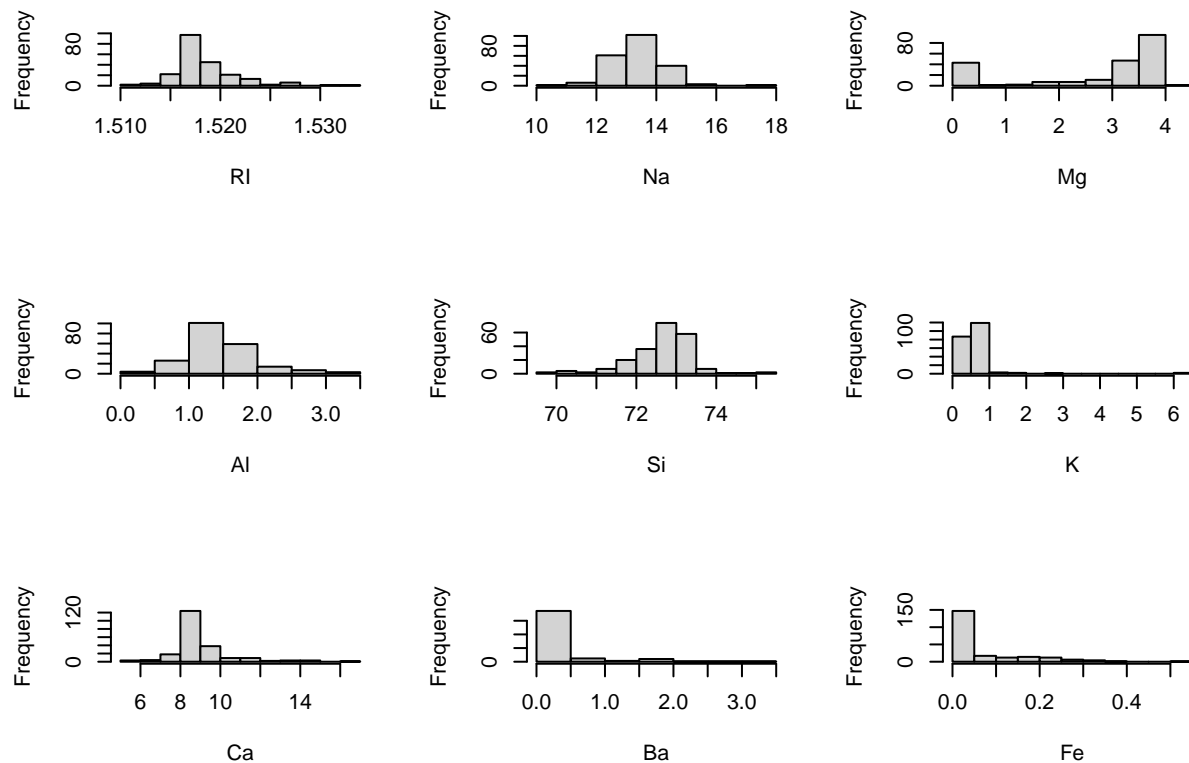 Frequency
0 80
1.510 1.520 1.530
RI
Frequency
0 80
10 12 14 16 18
Na
Frequency
0 80
0 1 2 3 4
Mg
Frequency
0 80
0.0 1.0 2.0 3.0
Al
Frequency
0 60
70 72 74
Si
Frequency
0 100
0 1 2 3 4 5 6
K
Frequency
0 120
6 8 10 14
Ca
Frequency
0
0.0 1.0 2.0 3.0
Ba
Frequency
0 150
0.0 0.2 0.4
Fe